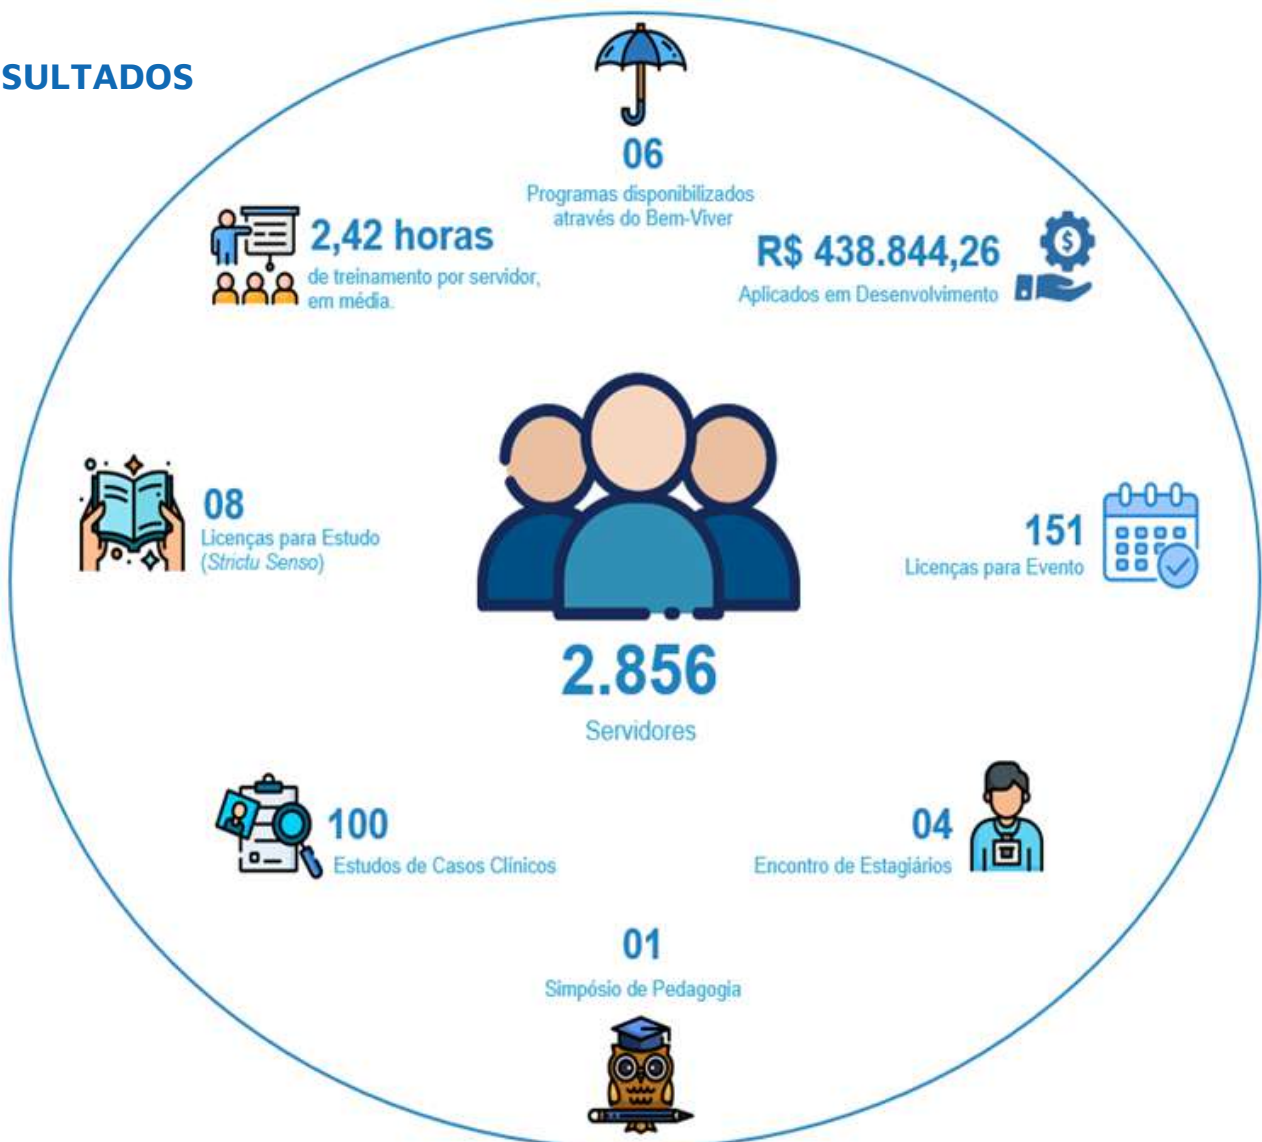 SULTADOS
06
Programas disponibilizados
através do Bem-Viver
2,42 horas
de treinamento por servidor,
em média.
R$ 438.844,26
Aplicados em Desenvolvimento
08
Licenças para Estudo
(Strictu Senso)
151
Licenças para Evento
2.856
Servidores
100
Estudos de Casos Clínicos
04
Encontro de Estagiários
01
Simpósio de Pedagogia